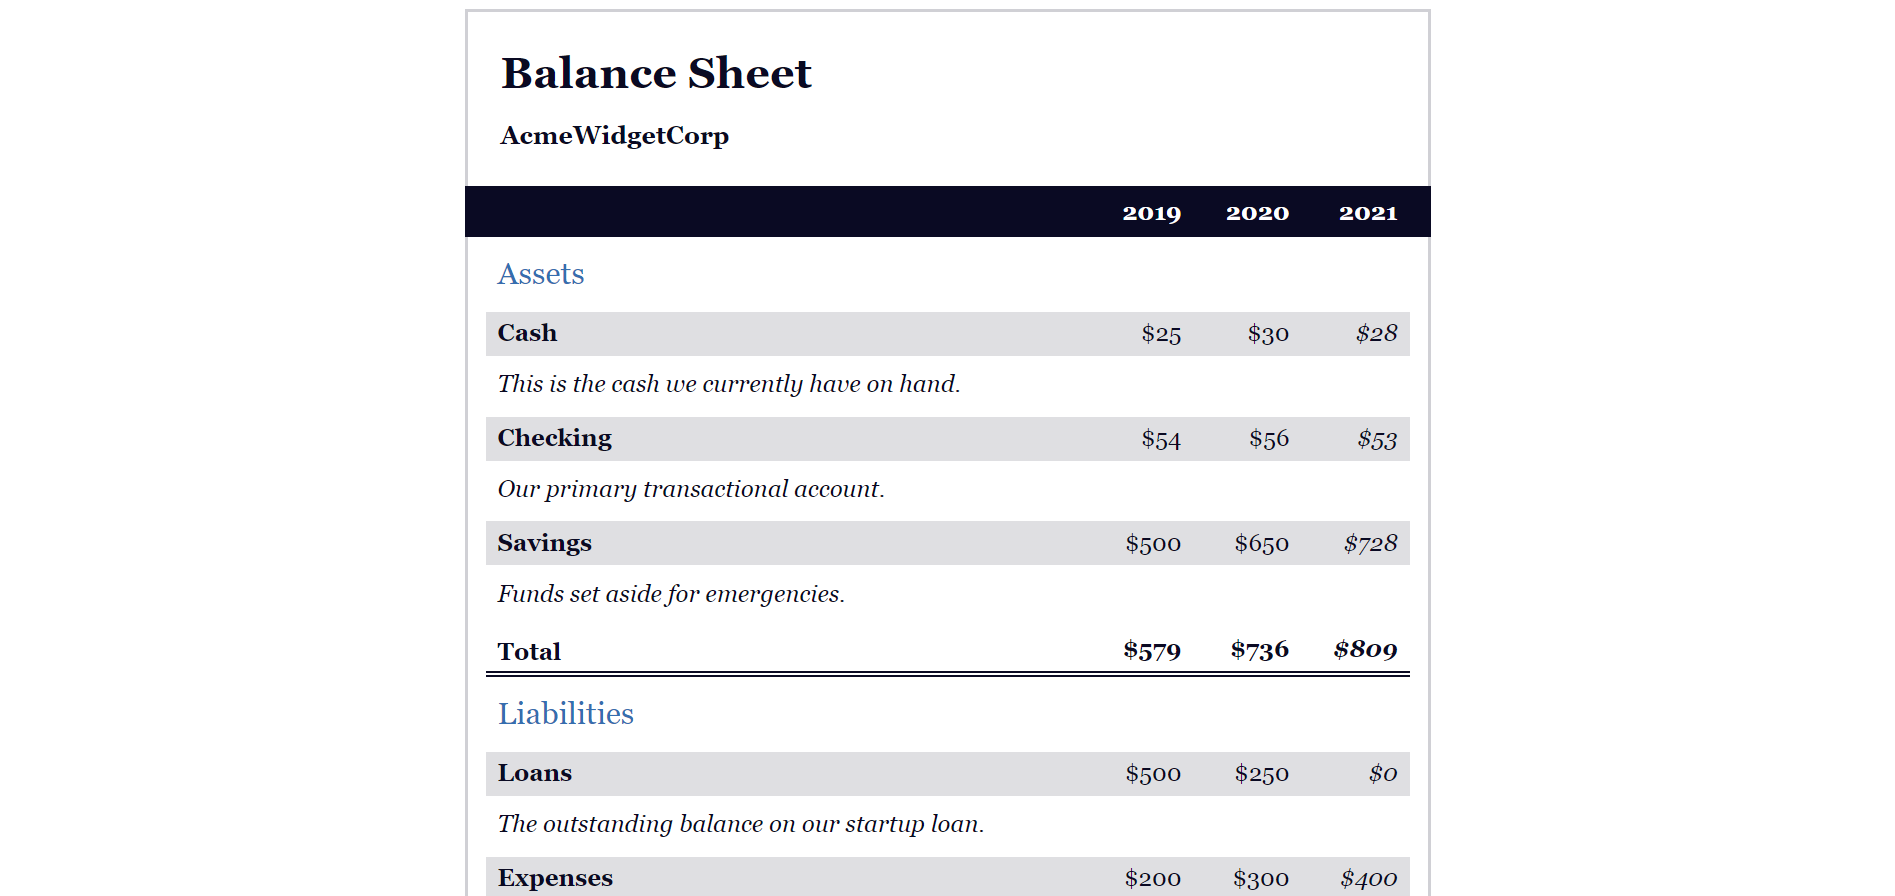 Balance Sheet
AcmeWidgetCorp
2019 2020 2021
Assets
Cash $25 $30 $28
This is the cash we currently have on hand.
Checking $54 $56 $53
Our primary transactional account.
Savings $500 $650 $728
Funds set aside for emergencies.
Total $579 $736 $809
Liabilities
Loans $500 $250 $0
The outstanding balance on our startup loan.
Expenses $200 $300 $400